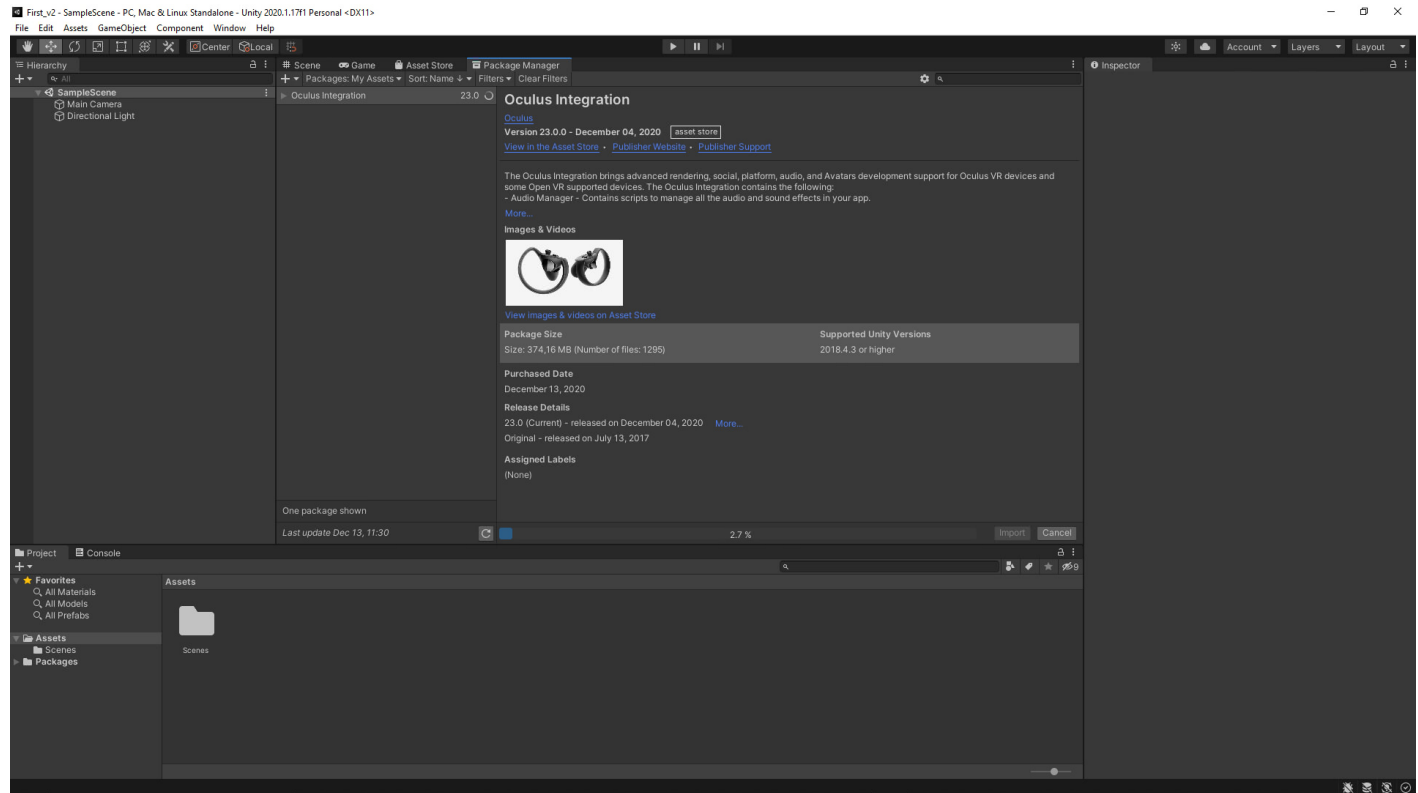 First_v2 - SampleScene - PC, Mac & Linux Standalone - Unity 2020.1.17f1 Personal <DX11>
File Edit Assets GameObject Component Window Help
Center Local
Account Layers Layout
Hierarchy
All
SampleScene
Main Camera
Directional Light
# Scene Game Asset Store Package Manager
+ Packages: My Assets Sort: Name ↓ Filters Clear Filters
Oculus Integration 23.0
One package shown
Last update Dec 13, 11:30
Oculus Integration
Oculus
Version 23.0.0 - December 04, 2020 asset store
View in the Asset Store • Publisher Website • Publisher Support
The Oculus Integration brings advanced rendering, social, platform, audio, and Avatars development support for Oculus VR devices and
some Open VR supported devices. The Oculus Integration contains the following:
- Audio Manager - Contains scripts to manage all the audio and sound effects in your app.
More...
Images & Videos
View images & videos on Asset Store
Package Size Supported Unity Versions
Size: 374,16 MB (Number of files: 1295) 2018.4.3 or higher
Purchased Date
December 13, 2020
Release Details
23.0 (Current) - released on December 04, 2020 More...
Original - released on July 13, 2017
Assigned Labels
(None)
2.7 % Import Cancel
Inspector
Project Console
9
Favorites
All Materials
All Models
All Prefabs
Assets
Scenes
Packages
Assets
Scenes